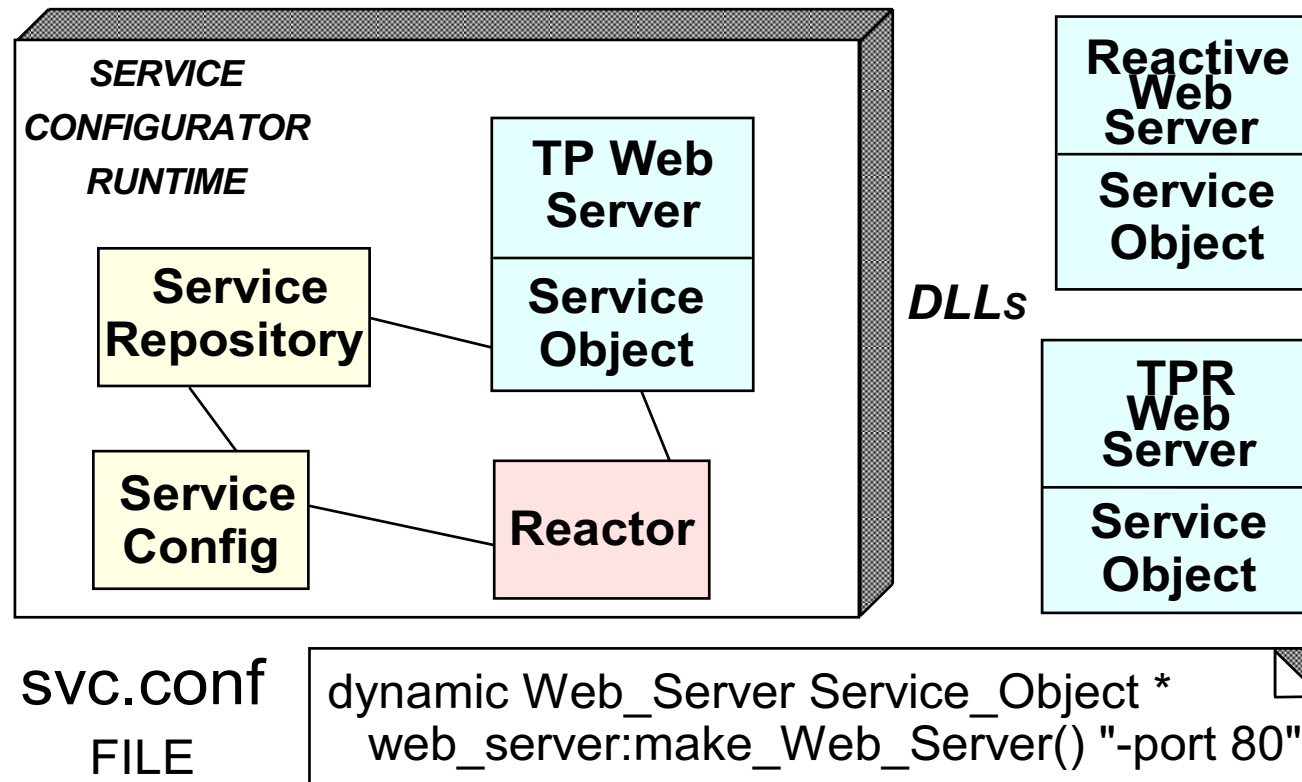 SERVICE
CONFIGURATOR
RUNTIME
TP Web
Server
Service
Object
Service
Repository
Service
Config
Reactor
DLLs
Reactive
Web
Server
Service
Object
TPR
Web
Server
Service
Object
svc.conf
FILE
dynamic Web_Server Service_Object *
web_server:make_Web_Server() "-port 80"